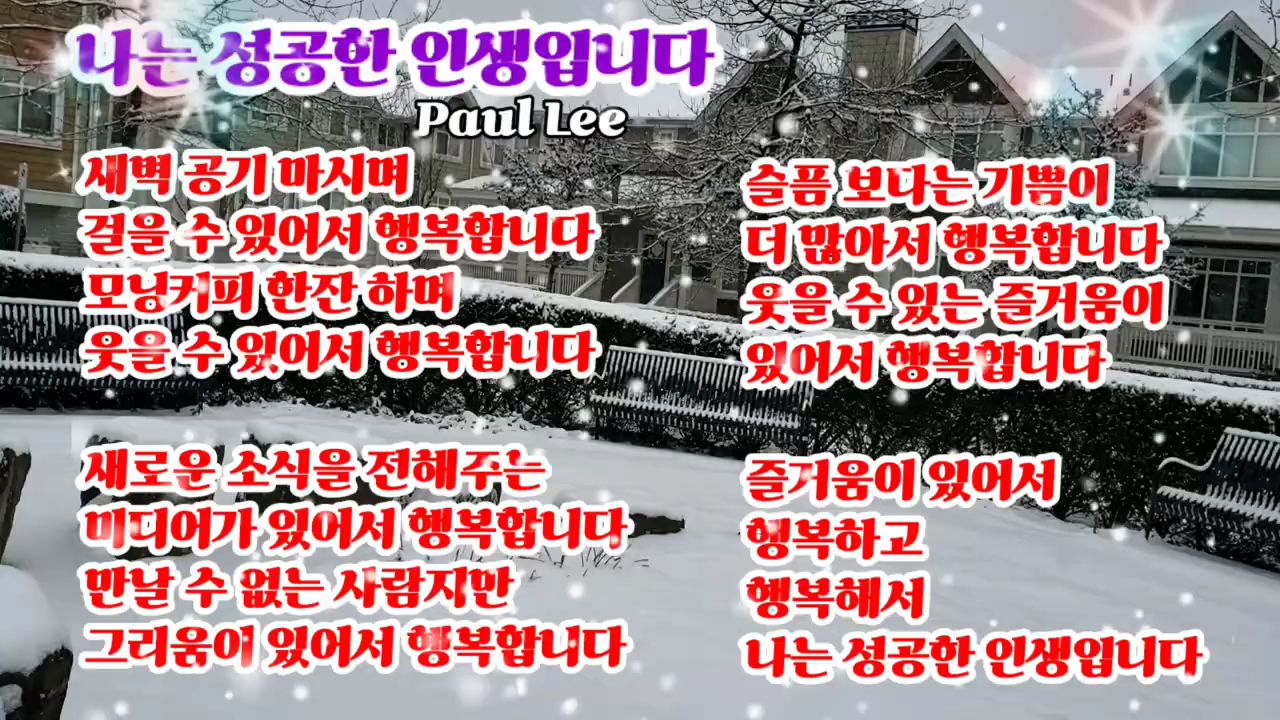 나는 성공한 인생입니다
Paul Lee
새벽 공기 마시며
걸을 수 있어서 행복합니다
모닝커피 한잔 하며
웃을 수 있어서 행복합니다
새로운 소식을 전해주는
미디어가 있어서 행복합니다
만날 수 없는 사람지만
그리움이 있어서 행복합니다
슬픔 보다는 기쁨이
더 많아서 행복합니다
웃을 수 있는 즐거움이
있어서 행복합니다
즐거움이 있어서
행복하고
행복해서
나는 성공한 인생입니다